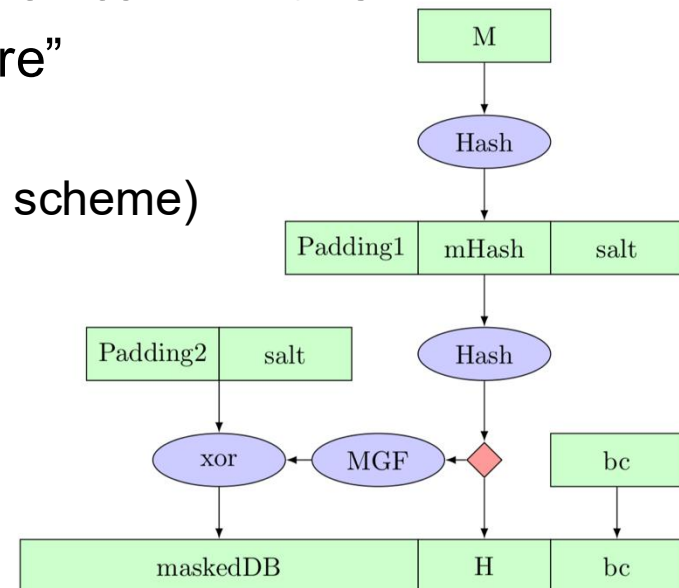 re”
M
Hash
scheme)
Padding1 mHash salt
Padding2 salt
Hash
xor MGF bc
maskedDB H bc